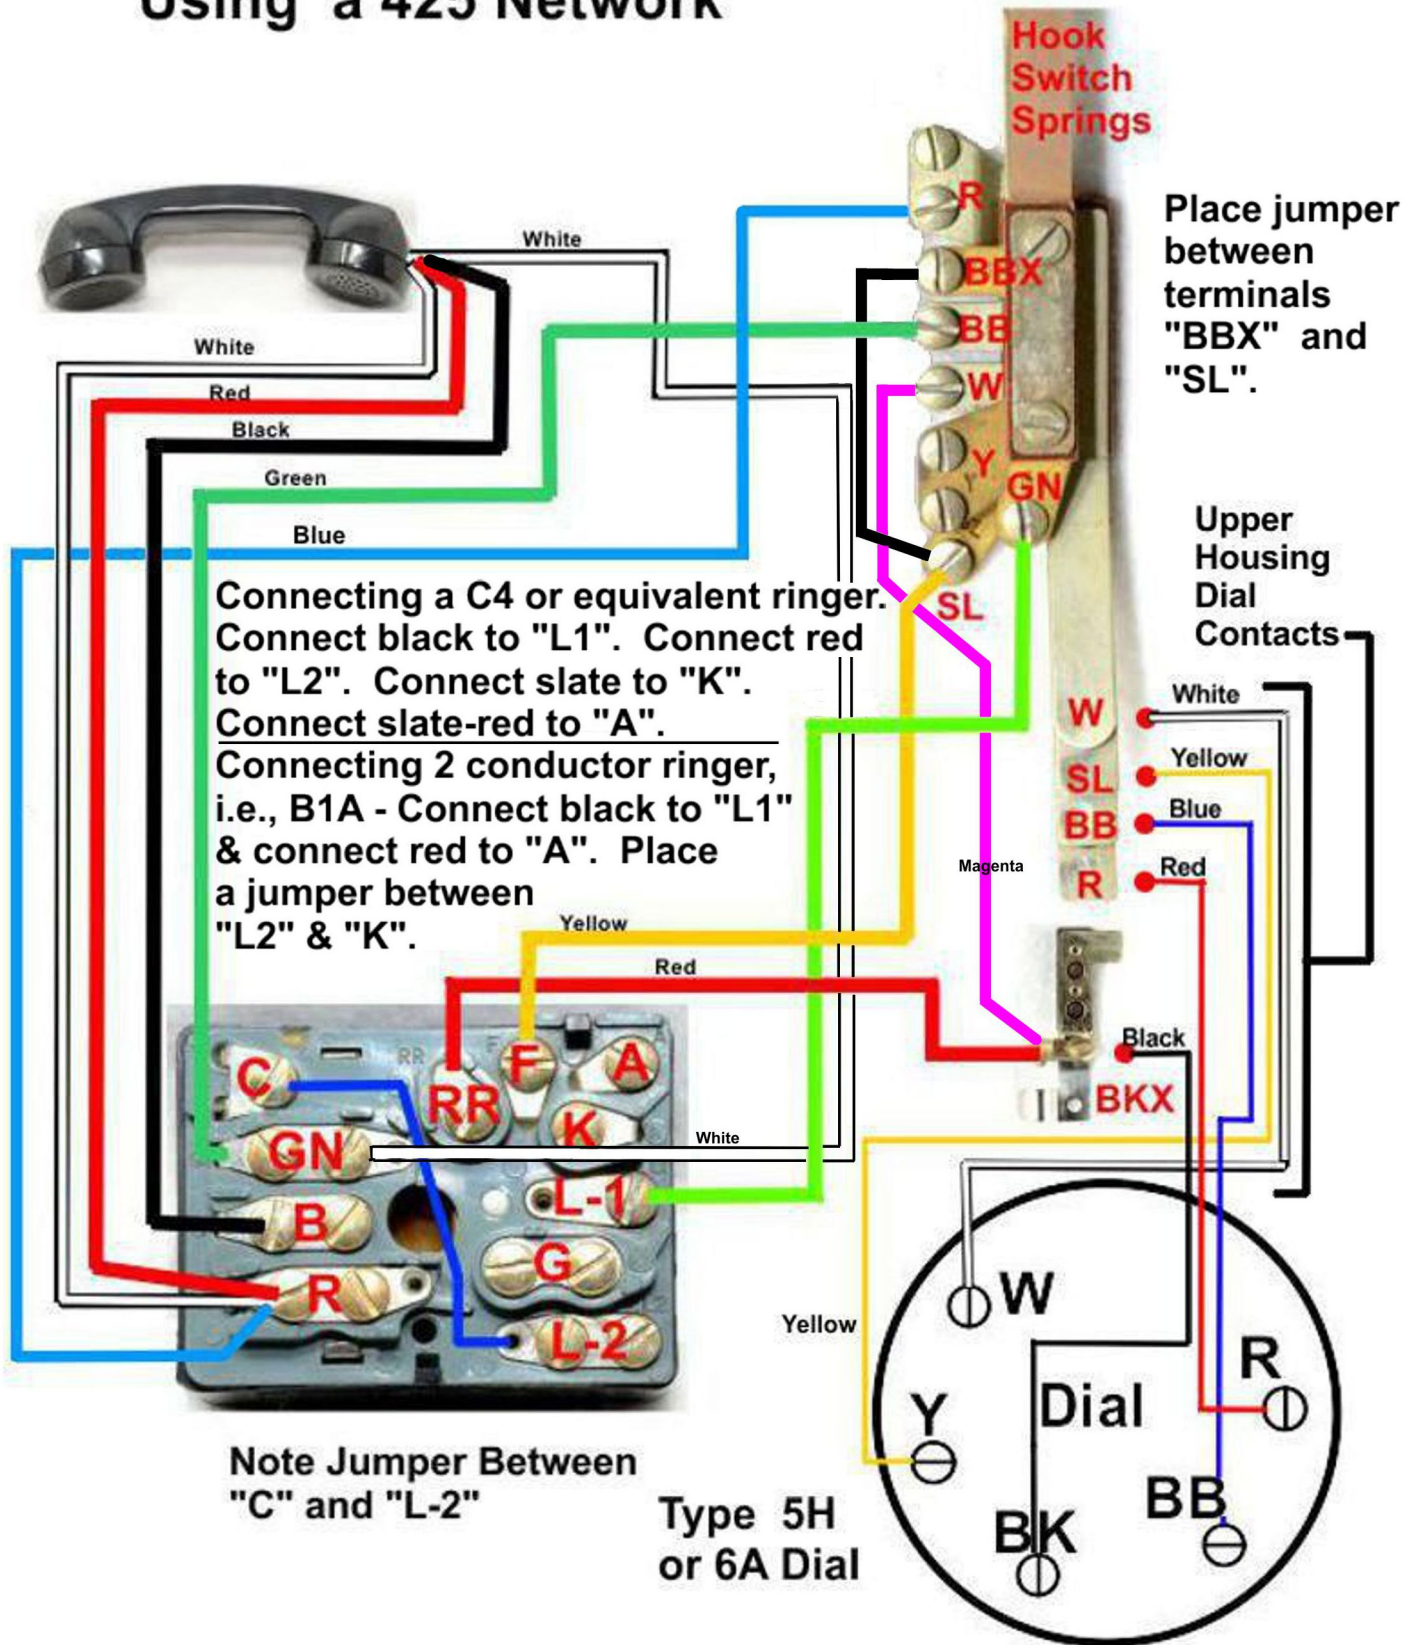 Using a 425 Network
Hook
Switch
Springs
R
BBX
BB
W
Y
GN
SL
Place jumper
between
terminals
"BBX" and
"SL".
White
White
Red
Black
Green
Blue
Connecting a C4 or equivalent ringer.
Connect black to "L1". Connect red
to "L2". Connect slate to "K".
Connect slate-red to "A".
Connecting 2 conductor ringer,
i.e., B1A - Connect black to "L1"
& connect red to "A". Place
a jumper between
"L2" & "K".
Upper
Housing
Dial
Contacts
W
White
SL
Yellow
BB
Blue
R
Red
Magenta
Yellow
Red
Black
BKX
RR
F
A
C
RR
F
A
K
GN
White
L-1
B
G
R
L-2
Yellow
W
R
Dial
Y
BB
BK
Note Jumper Between
"C" and "L-2"
Type 5H
or 6A Dial